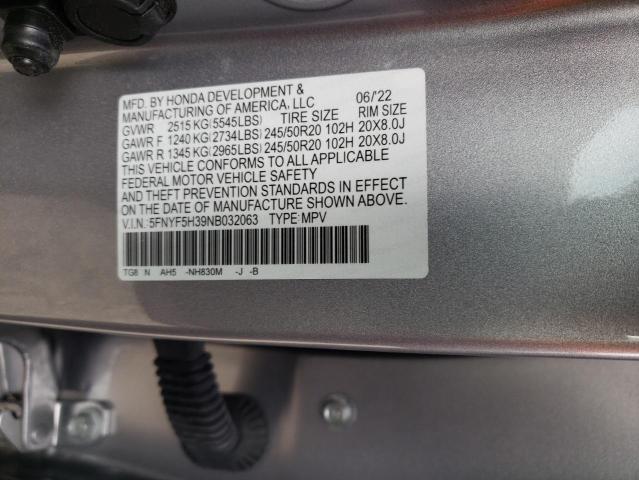 MFD. BY HONDA DEVELOPMENT &
MANUFACTURING OF AMERICA, LLC 06/'22
GVWR 2515 KG(5545LBS) TIRE SIZE RIM SIZE
GAWR F 1240 KG(2734LBS) 245/50R20 102H 20X8.0J
GAWR R 1345 KG(2965LBS) 245/50R20 102H 20X8.0J
THIS VEHICLE CONFORMS TO ALL APPLICABLE
FEDERAL MOTOR VEHICLE SAFETY
AND THEFT PREVENTION STANDARDS IN EFFECT
ON THE DATE OF MANUFACTURE SHOWN ABOVE.
V.I.N.:5FNYF5H39NB032063 TYPE:MPV
TG8 N AH5 -NH830M -J -B